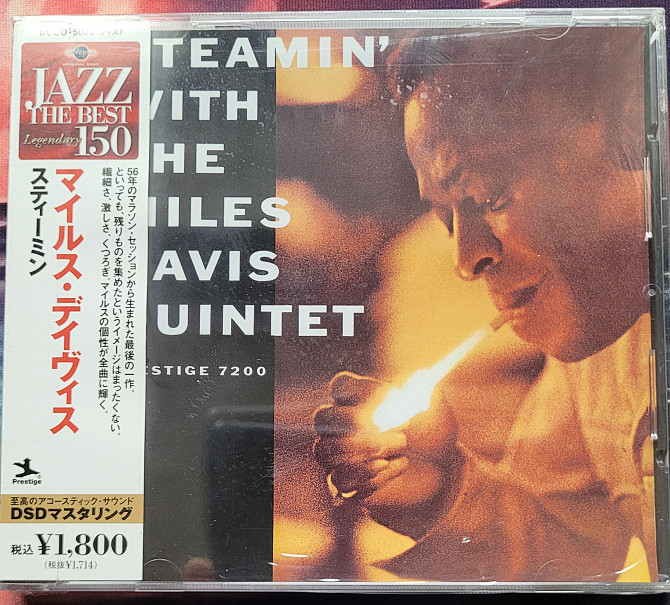 JAZZ
THE BEST
Legendary 150
マイルス・デイヴィス
スティーミン
56年のマラソン・セッションから生まれた最後の一作。
といっても、残りものを集めたというイメージはまったくない。
繊細さ、激しさ、くつろぎ。マイルスの個性が全曲に輝く。
Prestige
至高のアコースティック・サウンド
DSDマスタリング
税込 ¥1,800
(税抜¥1,714)
TEAMIN'
WITH
HE
MILES
AVIS
UINTET
ESTIGE 7200